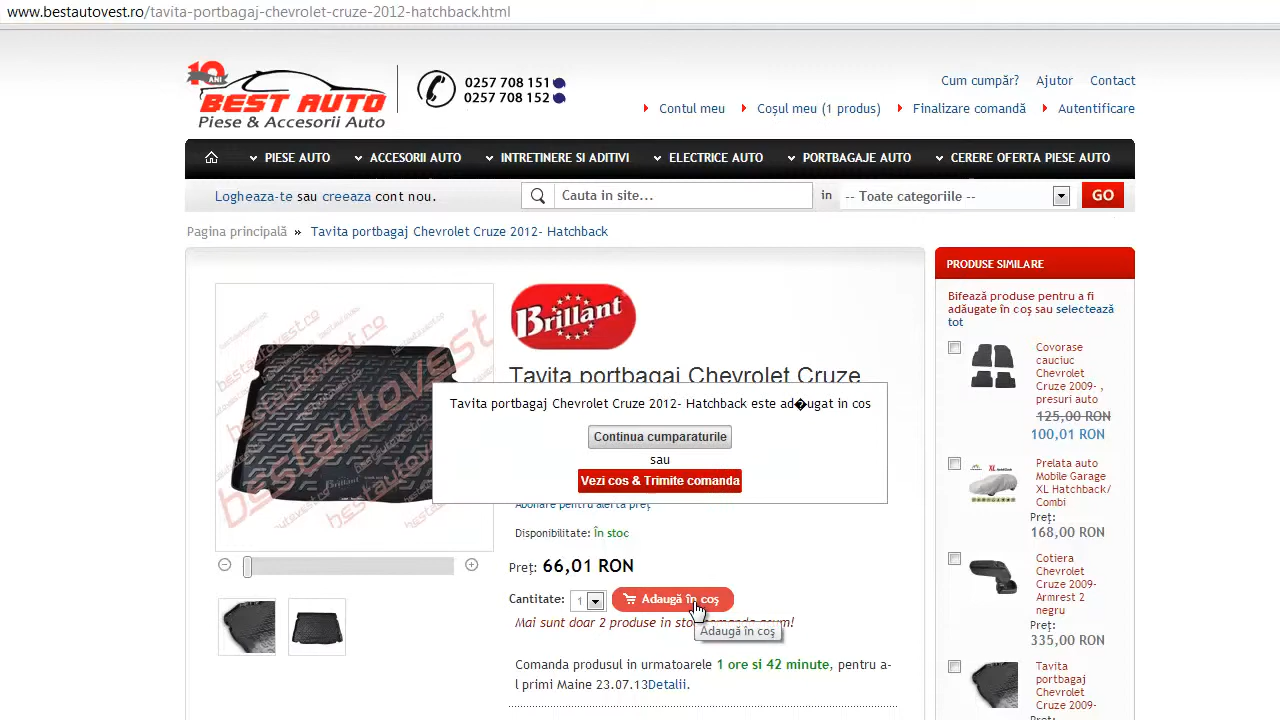 www.bestautovest.ro/tavita-portbagaj-chevrolet-cruze-2012-hatchback.html
10 ANI
BEST AUTO
Piese & Accesorii Auto
0257 708 151
0257 708 152
Cum cumpăr? Ajutor Contact
Contul meu Coșul meu (1 produs) Finalizare comandă Autentificare
PIESE AUTO ACCESORII AUTO INTRETINERE SI ADITIVI ELECTRICE AUTO PORTBAGAJE AUTO CERERE OFERTA PIESE AUTO
Logheaza-te sau creeaza cont nou.
Cauta in site...
in
-- Toate categoriile --
GO
Pagina principală » Tavita portbagaj Chevrolet Cruze 2012- Hatchback
bestautovest.ro
Brillant
Brillant
Tavita portbagaj Chevrolet Cruze
Tavita portbagaj Chevrolet Cruze 2012- Hatchback este ad�ugat in cos
Continua cumparaturile
sau
Vezi cos & Trimite comanda
Abonare pentru alerta preț
Disponibilitate: În stoc
Preț: 66,01 RON
Cantitate: 1 Adaugă în coș
Mai sunt doar 2 produse in
Adaugă în coș
Comanda produsul in urmatoarele 1 ore si 42 minute, pentru a-
l primi Maine 23.07.13Detalii.
PRODUSE SIMILARE
Bifează produse pentru a fi
adăugate în coș sau selectează
tot
Covorase
cauciuc
Chevrolet
Cruze 2009- ,
presuri auto
125,00 RON
100,01 RON
Prelata auto
Mobile Garage
XL Hatchback/
Combi
Preț:
168,00 RON
Cotiera
Chevrolet
Cruze 2009-
Armrest 2
negru
Preț:
335,00 RON
Tavita
portbagaj
Chevrolet
Cruze 2009-
Preț: